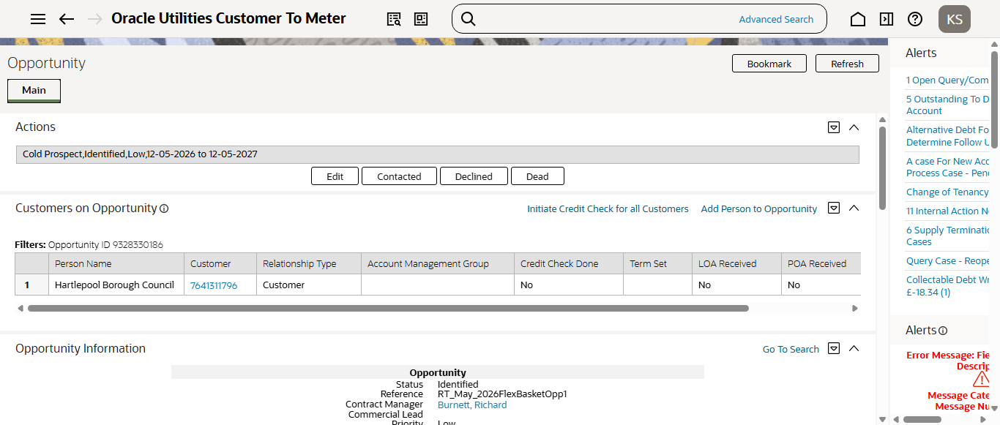 Oracle Utilities Customer To Meter
Advanced Search
KS
Opportunity
Bookmark
Refresh
Main
Actions
Cold Prospect,Identified,Low,12-05-2026 to 12-05-2027
Edit
Contacted
Declined
Dead
Customers on Opportunity
Initiate Credit Check for all Customers
Add Person to Opportunity
Filters: Opportunity ID 9328330186
Person Name Customer Relationship Type Account Management Group Credit Check Done Term Set LOA Received POA Received
1 Hartlepool Borough Council 7641311796 Customer No No No
Opportunity Information
Go To Search
Opportunity
Status Identified
Reference RT_May_2026FlexBasketOpp1
Contract Manager Burnett, Richard
Commercial Lead
Priority Low
Alerts
1 Open Query/Com
5 Outstanding To D
Account
Alternative Debt Fo
Determine Follow U
A case For New Acc
Process Case - Pen
Change of Tenancy
11 Internal Action N
6 Supply Terminatio
Cases
Query Case - Reope
Collectable Debt Wr
£-18.34 (1)
Alerts
Error Message: Fie
Descrip
Message Cate
Message Nu